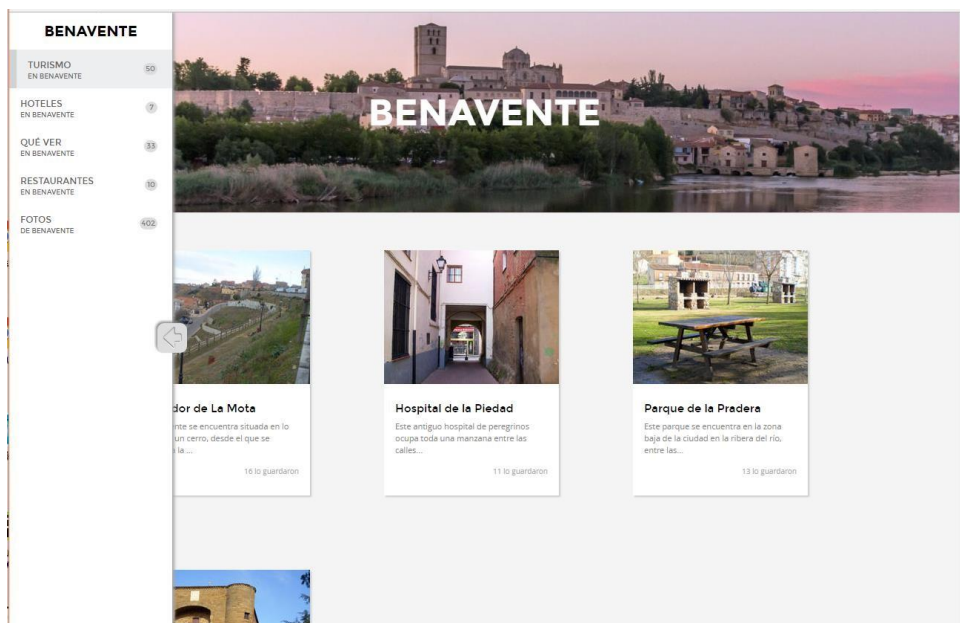 BENAVENTE
TURISMO
EN BENAVENTE
50
HOTELES
EN BENAVENTE
7
QUÉ VER
EN BENAVENTE
33
RESTAURANTES
EN BENAVENTE
10
FOTOS
DE BENAVENTE
402
BENAVENTE
dor de La Mota
nte se encuentra situada en lo
un cerro, desde el que se
la ...
16 lo guardaron
Hospital de la Piedad
Este antiguo hospital de peregrinos
ocupa toda una manzana entre las
calles...
11 lo guardaron
Parque de la Pradera
Este parque se encuentra en la zona
baja de la ciudad en la ribera del río,
entre las...
13 lo guardaron